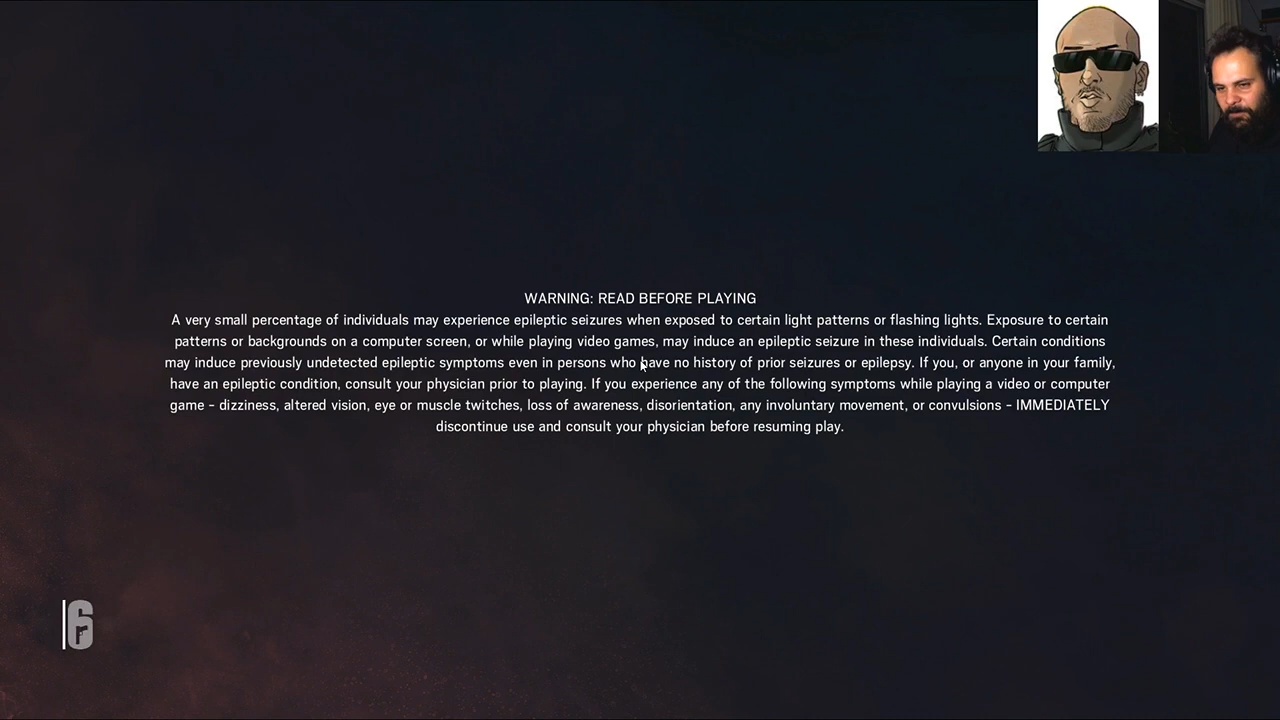 WARNING: READ BEFORE PLAYING
A very small percentage of individuals may experience epileptic seizures when exposed to certain light patterns or flashing lights. Exposure to certain
patterns or backgrounds on a computer screen, or while playing video games, may induce an epileptic seizure in these individuals. Certain conditions
may induce previously undetected epileptic symptoms even in persons who have no history of prior seizures or epilepsy. If you, or anyone in your family,
have an epileptic condition, consult your physician prior to playing. If you experience any of the following symptoms while playing a video or computer
game - dizziness, altered vision, eye or muscle twitches, loss of awareness, disorientation, any involuntary movement, or convulsions - IMMEDIATELY
discontinue use and consult your physician before resuming play.
6